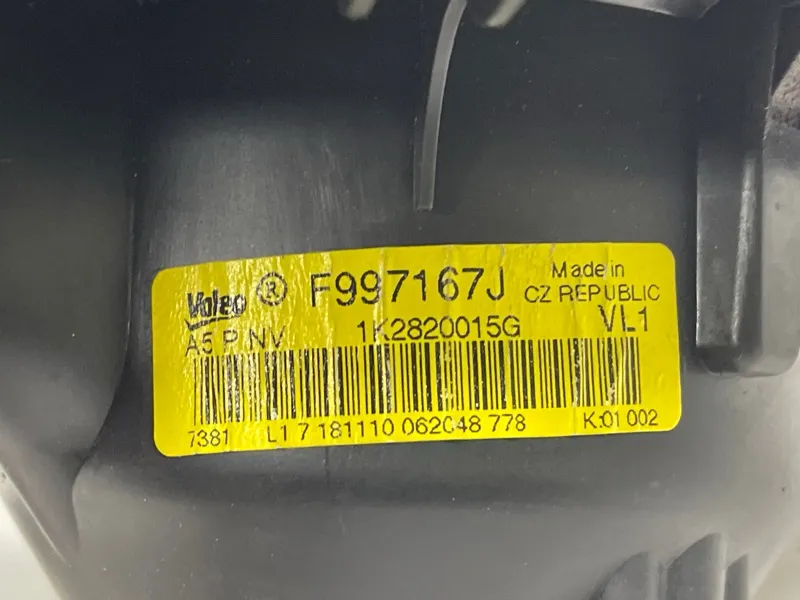 Valeo ® F997167J Made in
CZ REPUBLIC
A5 P NV 1K2820015G VL1
7381 L1 7 181110 062048 778 K:01 002